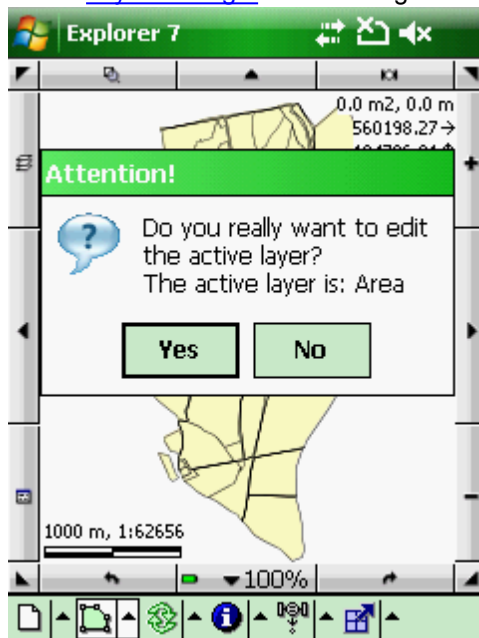 Explorer 7
0.0 m2, 0.0 m
560198.27
Attention!
Do you really want to edit
the active layer?
The active layer is: Area
Yes
No
1000 m, 1:62656
100%